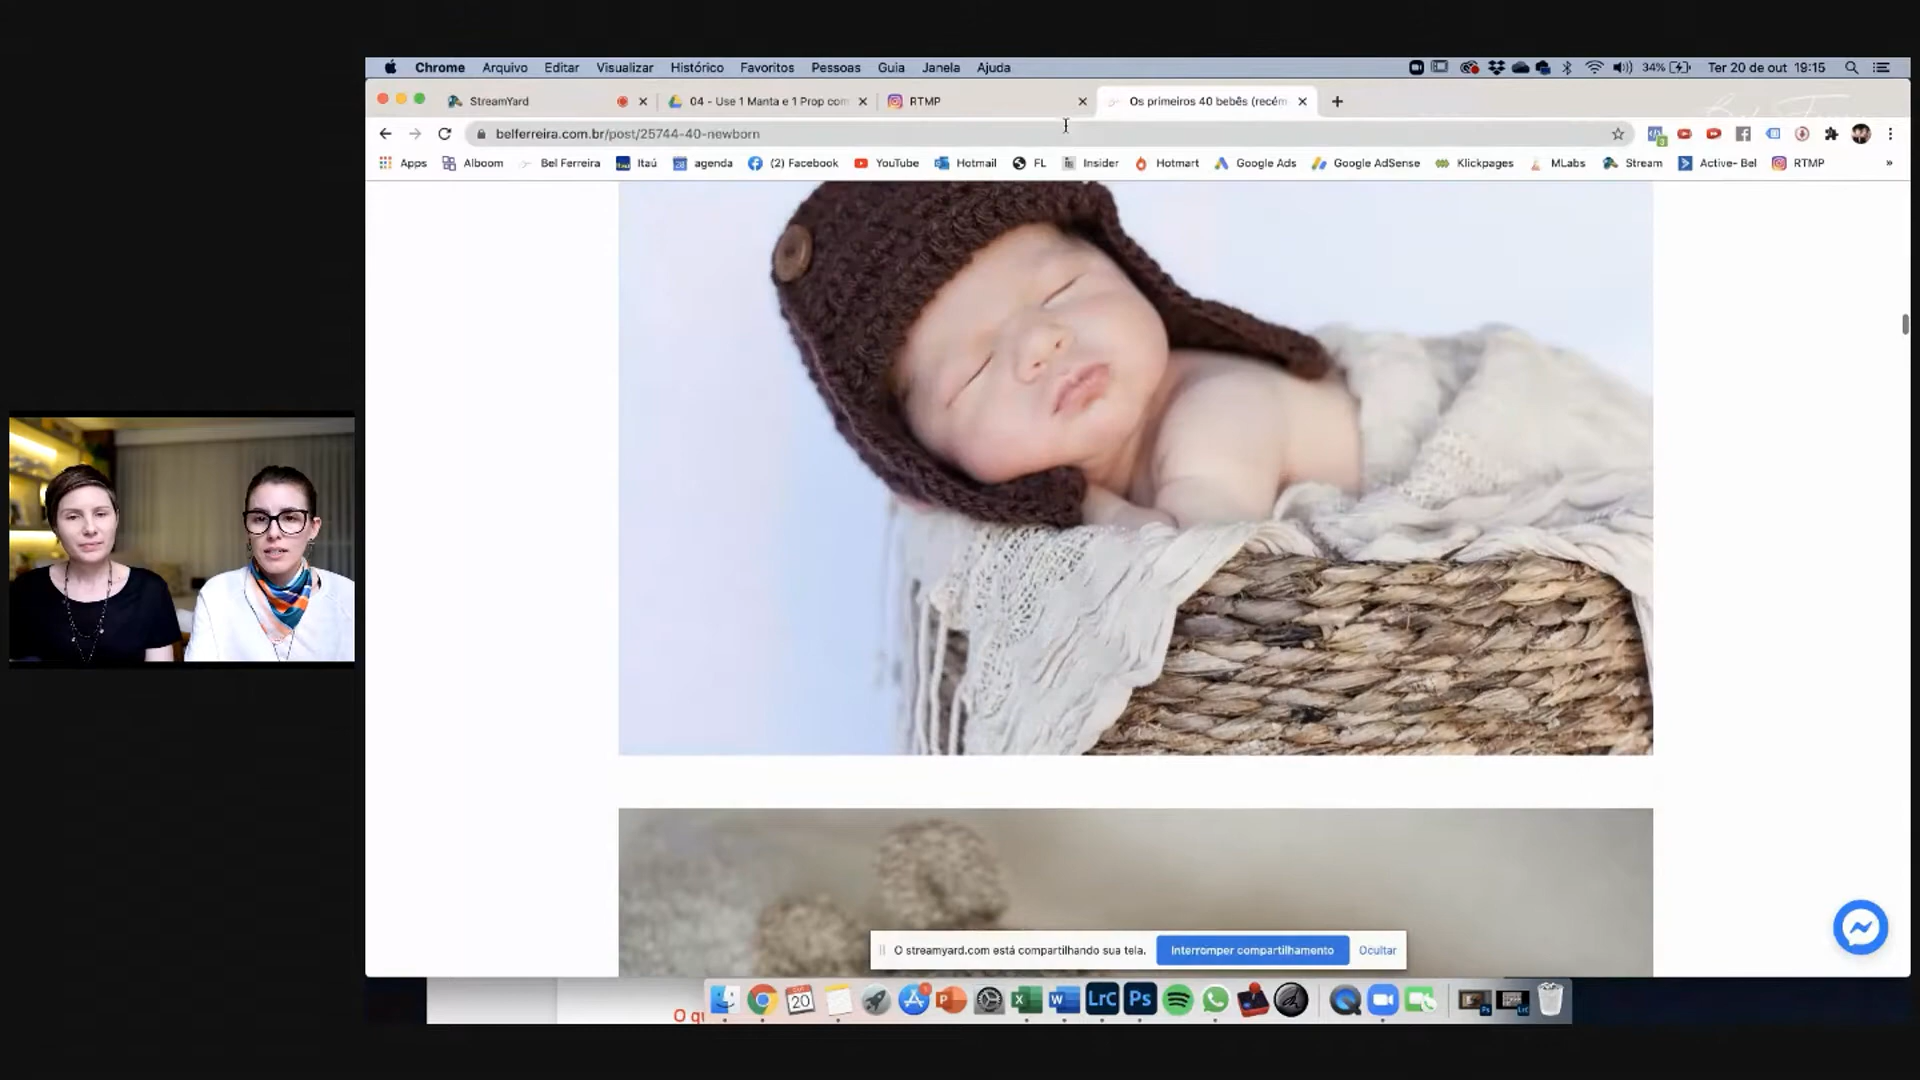 Chrome Arquivo Editar Visualizar Histórico Favoritos Pessoas Guia Janela Ajuda 34% Ter 20 de out 19:15
StreamYard 04 - Use 1 Manta e 1 Prop com RTMP Os primeiros 40 bebês (recém
belferreira.com.br/post/25744-40-newborn
Apps Alboom Bel Ferreira Itaú agenda (2) Facebook YouTube Hotmail FL Insider Hotmart Google Ads Google AdSense Klickpages MLabs Stream Active- Bel RTMP »
O streamyard.com está compartilhando sua tela. Interromper compartilhamento Ocultar
20 LrC Ps